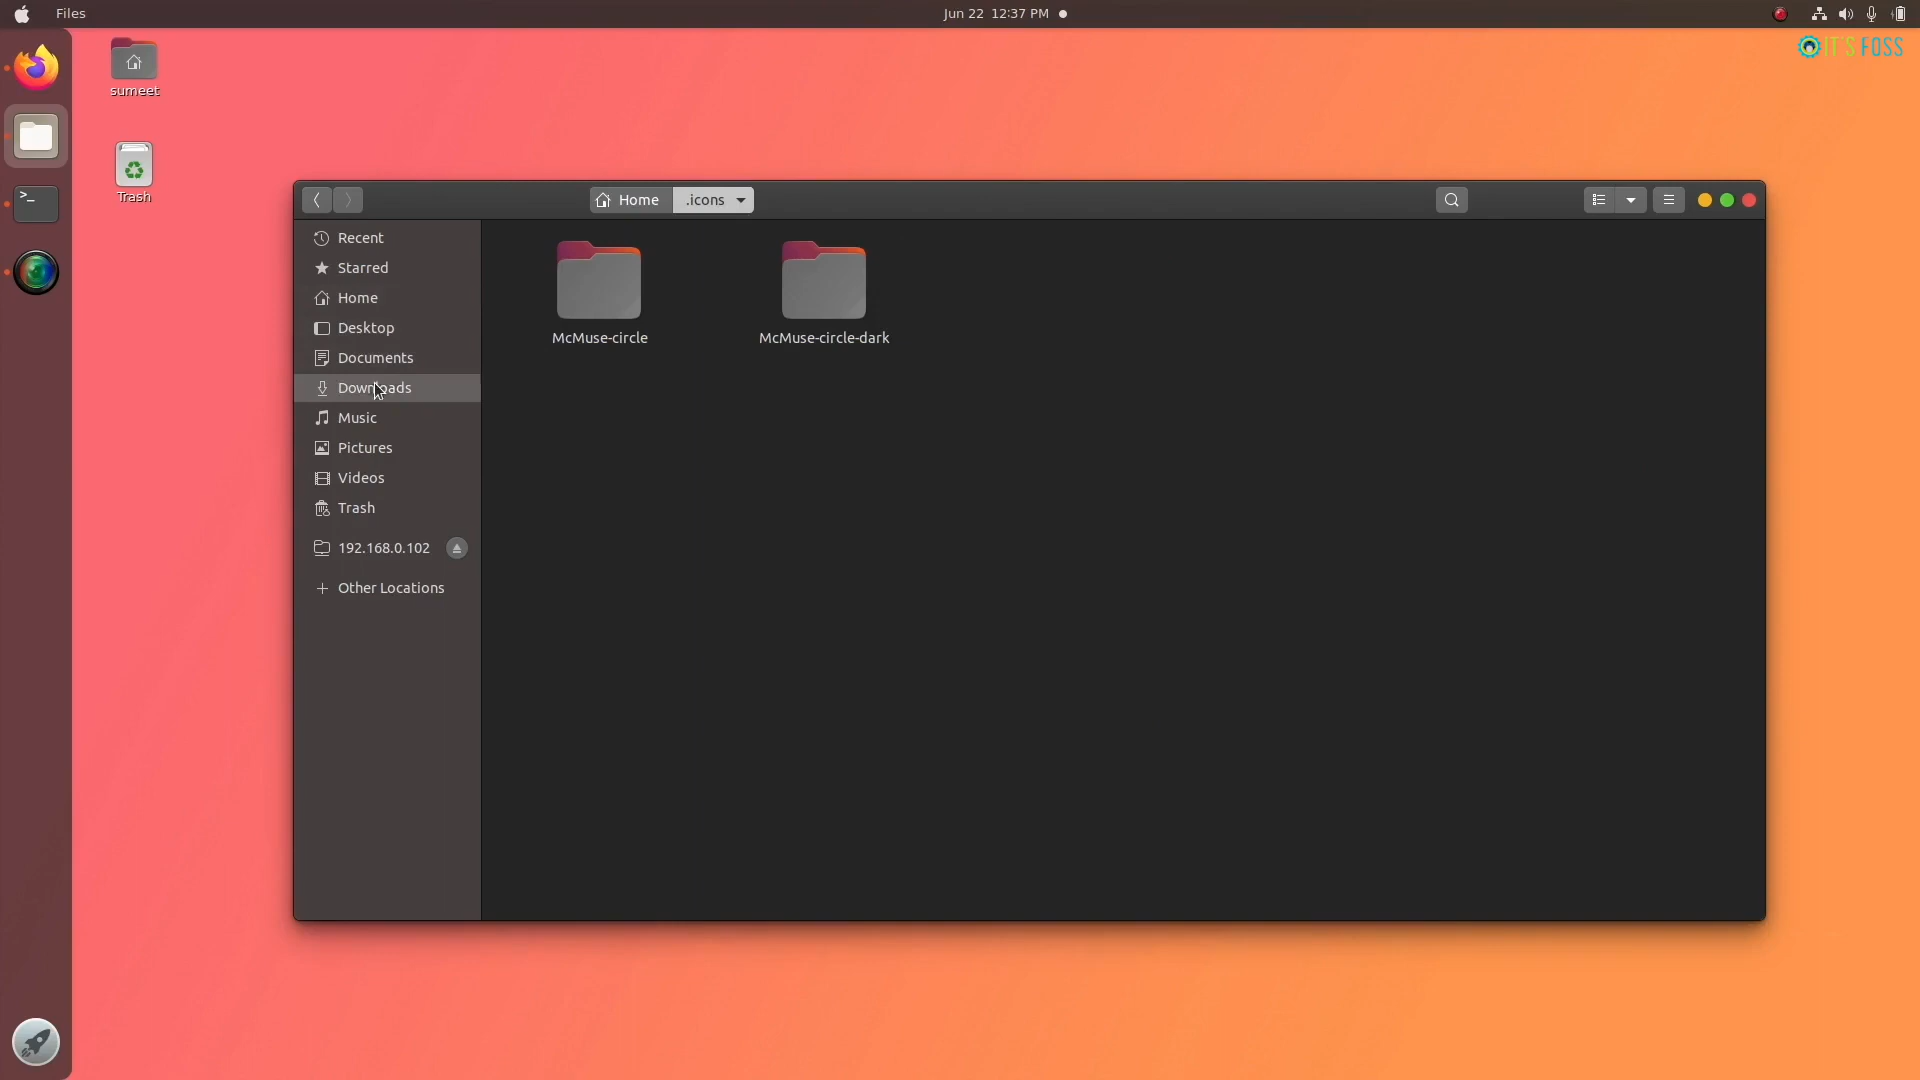 Files
Jun 22 12:37 PM
IT'S FOSS
sumeet
Trash
Home
.icons
Recent
Starred
Home
Desktop
Documents
Downloads
Music
Pictures
Videos
Trash
192.168.0.102
Other Locations
McMuse-circle
McMuse-circle-dark
>_